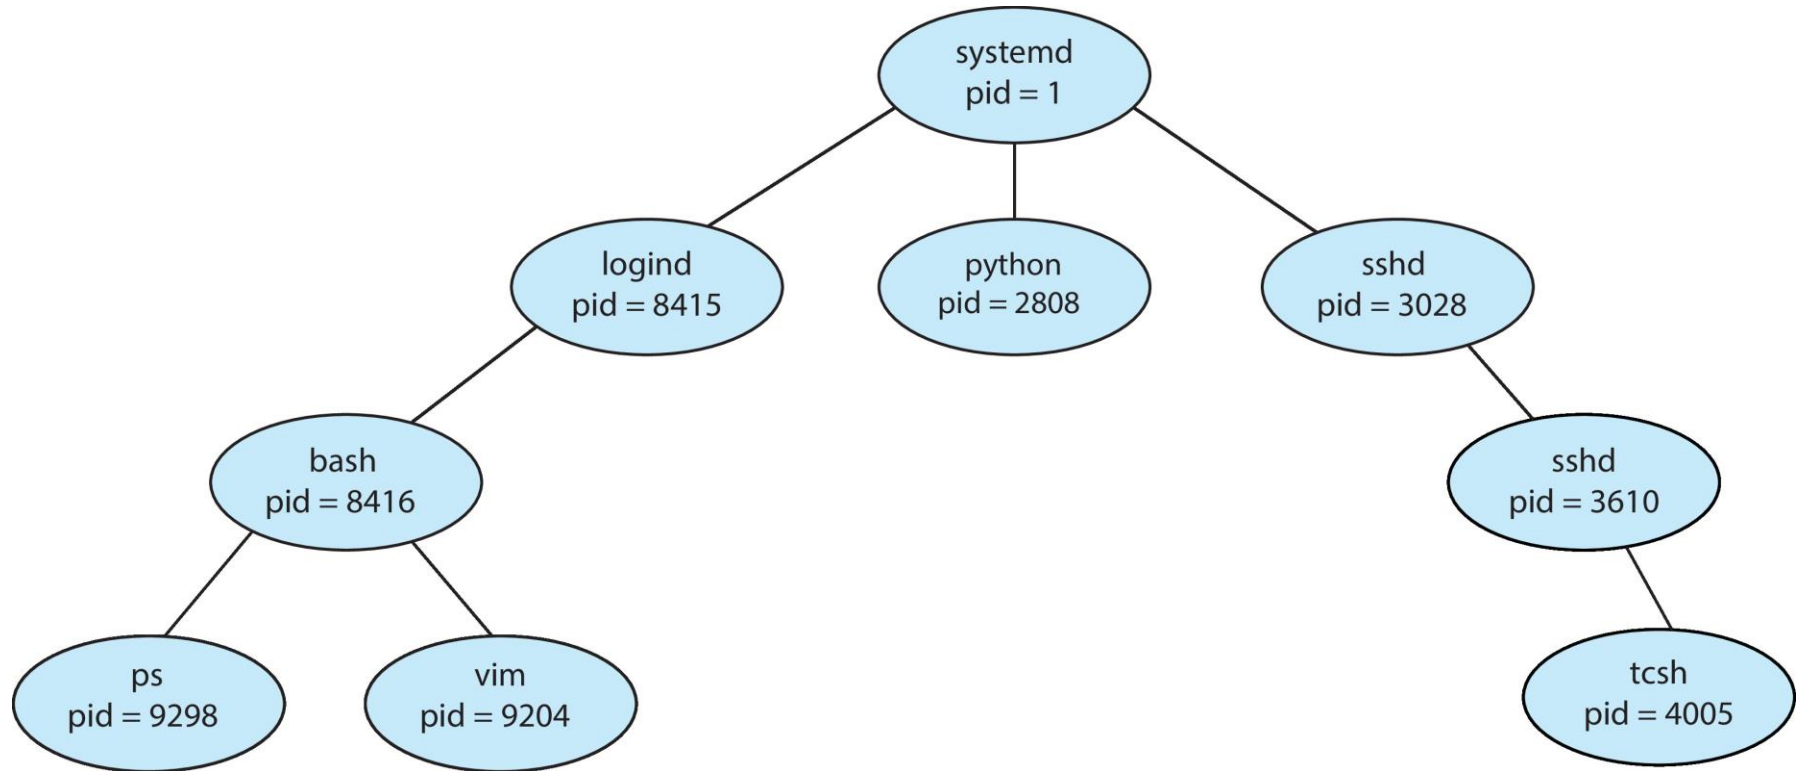 systemd
pid = 1
logind
pid = 8415
python
pid = 2808
sshd
pid = 3028
bash
pid = 8416
sshd
pid = 3610
ps
pid = 9298
vim
pid = 9204
tcsh
pid = 4005